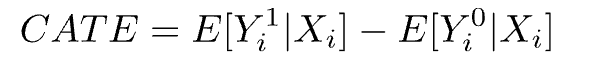 CATE = E[Y_i^1|X_i] − E[Y_i^0|X_i]